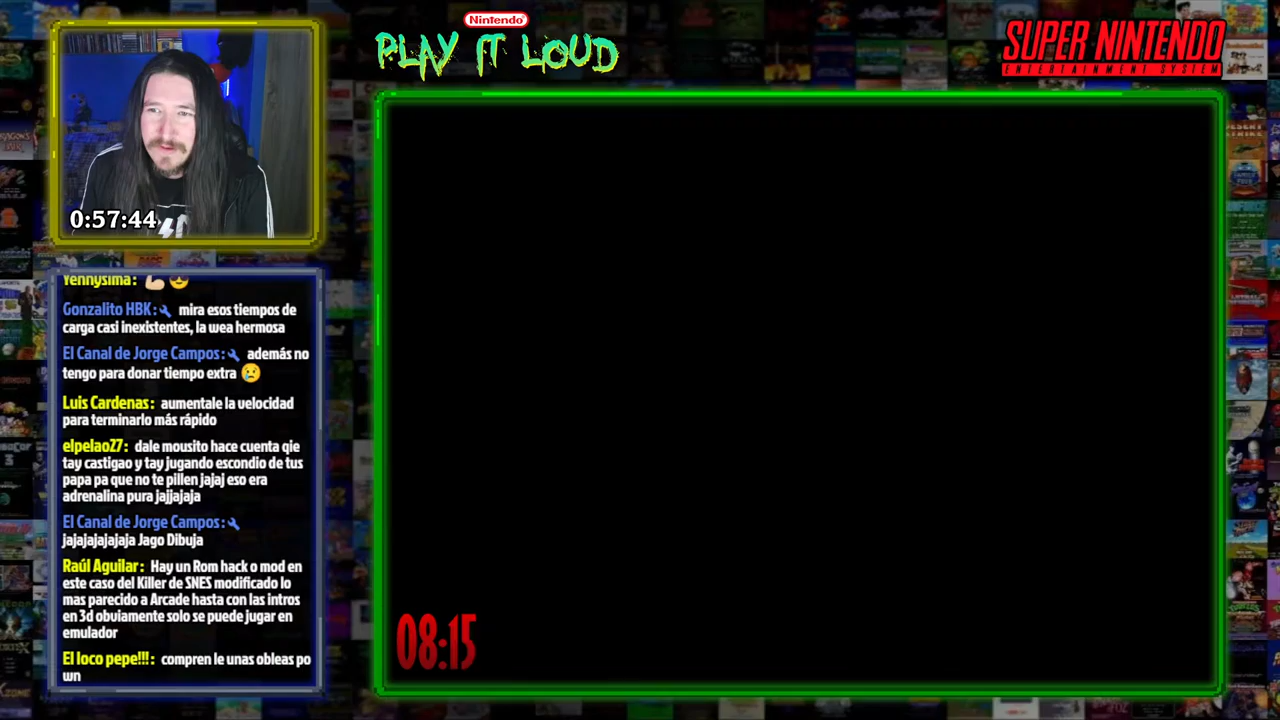 Nintendo
PLAY IT LOUD
SUPER NINTENDO
ENTERTAINMENT SYSTEM
0:57:44
Yennysima:
Gonzalito HBK: mira esos tiempos de
carga casi inexistentes, la wea hermosa
El Canal de Jorge Campos: además no
tengo para donar tiempo extra 😢
Luis Cardenas: aumentale la velocidad
para terminarlo más rápido
elpelao27: dale mousito hace cuenta qie
tay castigao y tay jugando escondio de tus
papa pa que no te pillen jajaj eso era
adrenalina pura jajjajaja
El Canal de Jorge Campos:
jajajajajajaja Jago Dibuja
Raúl Aguilar: Hay un Rom hack o mod en
este caso del Killer de SNES modificado lo
mas parecido a Arcade hasta con las intros
en 3d obviamente solo se puede jugar en
emulador
El loco pepe!!!: compren le unas obleas po
wn
08:15